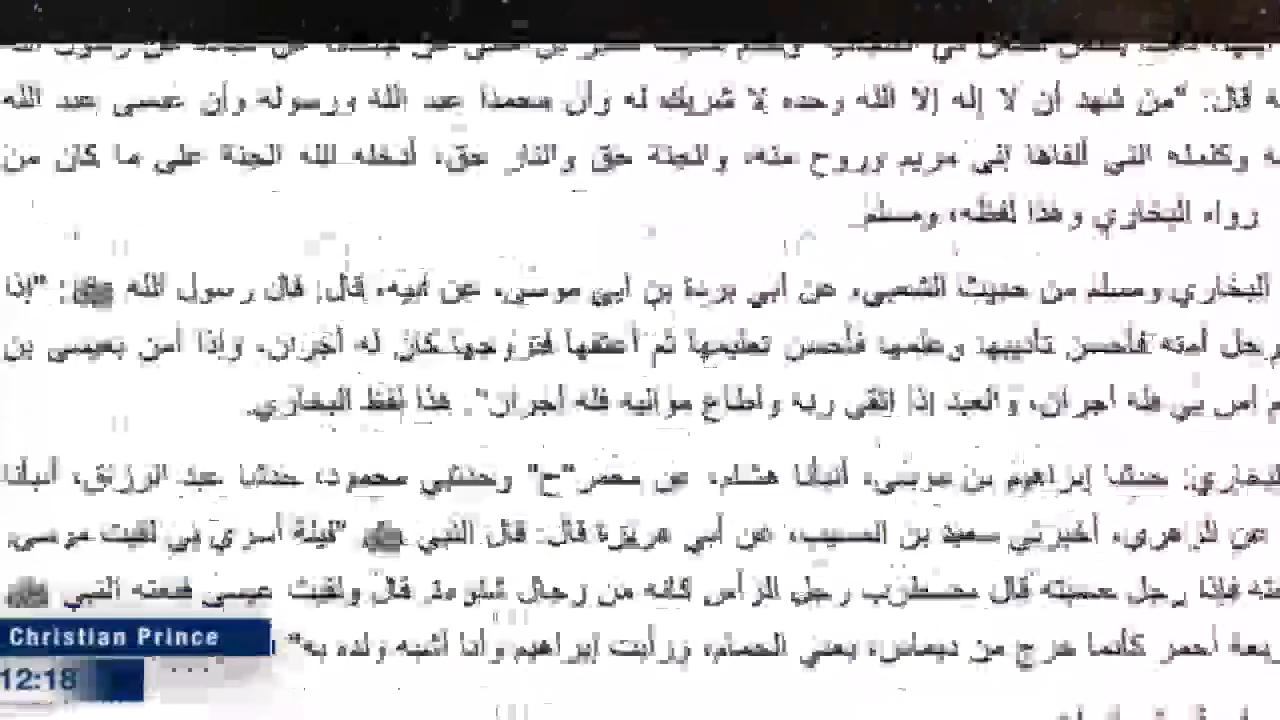 قال: "من شهد أن لا إله إلا الله وحده لا شريك له وأن محمدا عبد الله ورسوله وأن عيسى عبد الله
وكلمته التي ألقاها إلى مريم وروح منه، والجنة حق والنار حق، أدخله الله الجنة على ما كان من
رواه البخاري وهذا لفظه، ومسلم
البخاري ومسلم من حديث الشعبي، عن أبي بردة بن أبي موسى، عن أبيه، قال: قال رسول الله ﷺ: "إذا
أمته فأحسن تأديبها وعلمها فأحسن تعليمها ثم أعتقها فتزوجها كان له أجران، وإذا آمن بعيسى بن
آمن بي فله أجران، والعبد إذا اتقى ربه وأطاع مواليه فله أجران". هذا لفظ البخاري.
حدثنا إبراهيم بن موسى، أنبأنا هشام، عن معمر "ح" وحدثني محمود، حدثنا عبد الرزاق، أنبأنا
عن الزهري، أخبرني سعيد بن المسيب، عن أبي هريرة قال: قال النبي ﷺ "ليلة أسري بي لقيت موسى
فإذا رجل حسبته قال مضطرب رجل الرأس كأنه من رجال شنوءة. قال ولقيت عيسى فنعته النبي ﷺ
أحمر كأنما خرج من ديماس، يعني الحمام، ورأيت إبراهيم وأنا أشبه ولده به"
Christian Prince
12:18